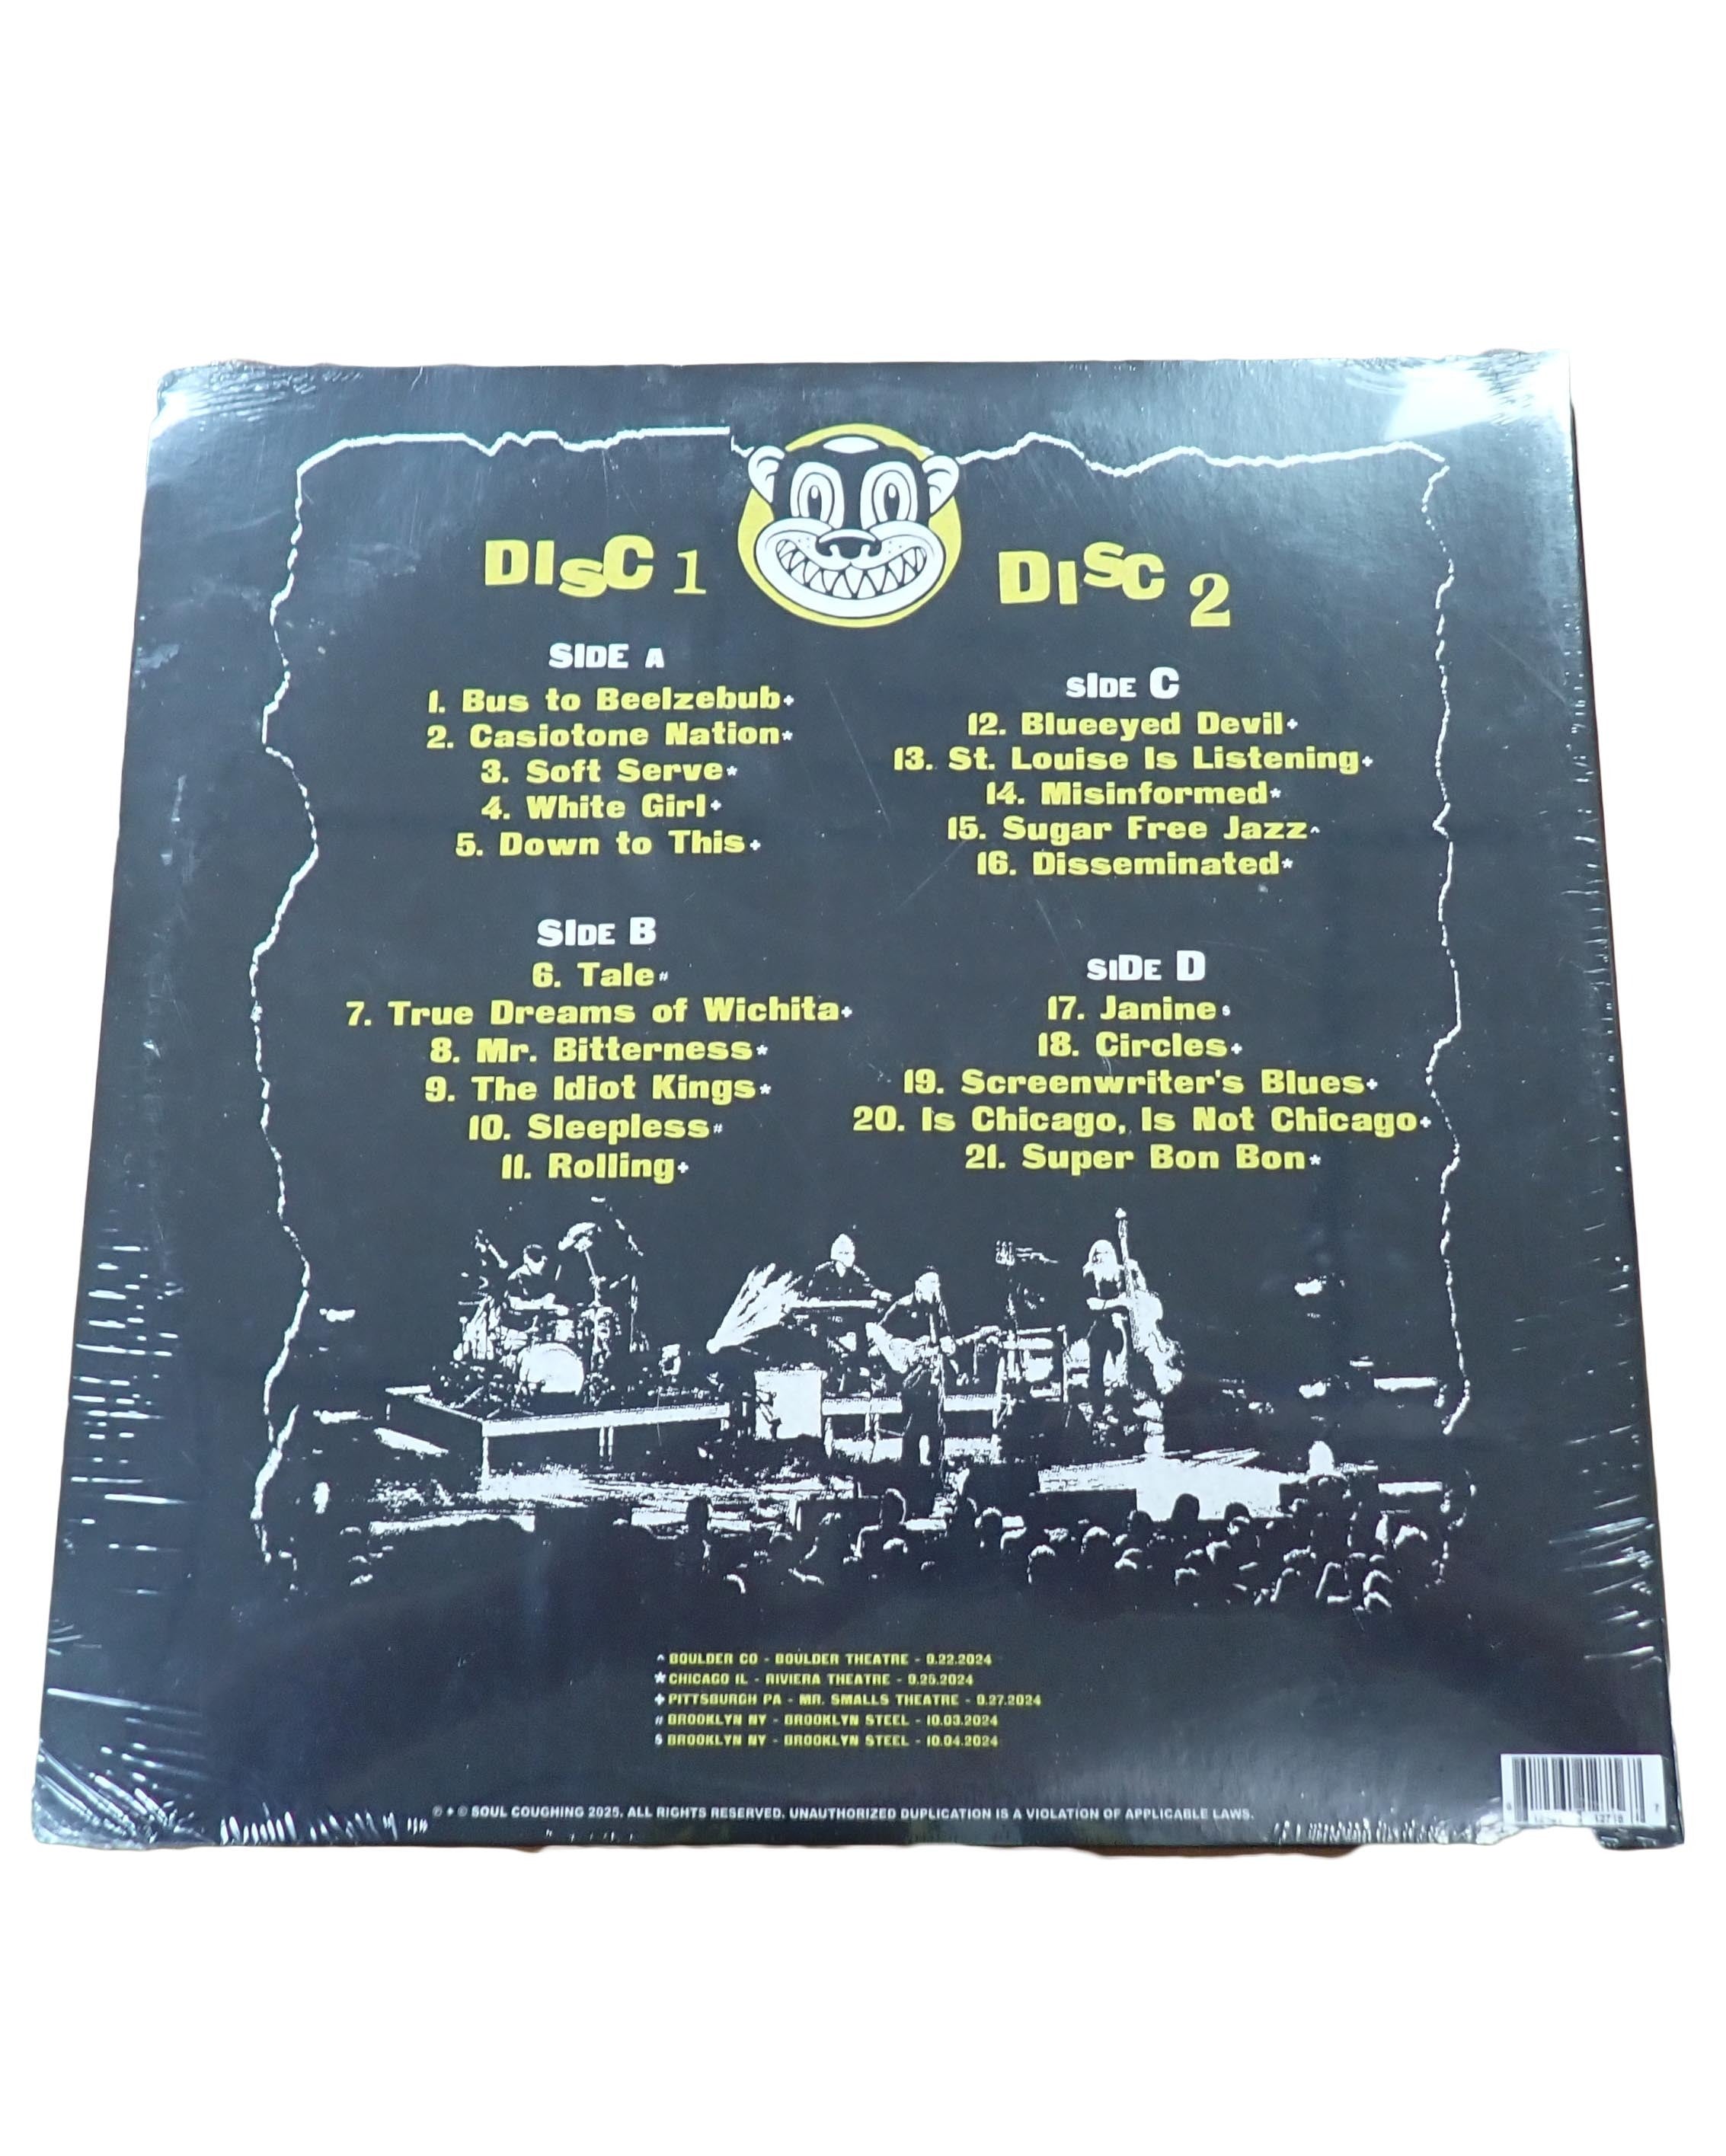 DISC 1
SIDE A
1. Bus to Beelzebub+
2. Casiotone Nation*
3. Soft Serve*
4. White Girl+
5. Down to This+
SIDE B
6. Tale#
7. True Dreams of Wichita+
8. Mr. Bitterness*
9. The Idiot Kings*
10. Sleepless#
11. Rolling+
DISC 2
SIDE C
12. Blueeyed Devil+
13. St. Louise Is Listening+
14. Misinformed*
15. Sugar Free Jazz^
16. Disseminated*
SIDE D
17. Janine$
18. Circles+
19. Screenwriter's Blues+
20. Is Chicago, Is Not Chicago+
21. Super Bon Bon*
^ BOULDER CO - BOULDER THEATRE - 9.22.2024
* CHICAGO IL - RIVIERA THEATRE - 9.25.2024
+ PITTSBURGH PA - MR. SMALLS THEATRE - 9.27.2024
# BROOKLYN NY - BROOKLYN STEEL - 10.03.2024
$ BROOKLYN NY - BROOKLYN STEEL - 10.04.2024
℗ + © SOUL COUGHING 2025. ALL RIGHTS RESERVED. UNAUTHORIZED DUPLICATION IS A VIOLATION OF APPLICABLE LAWS.